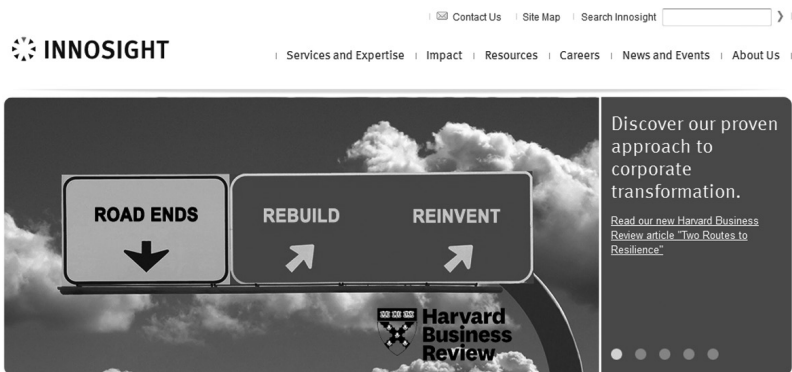 Contact Us
Site Map
Search Innosight
INNOSIGHT
Services and Expertise
Impact
Resources
Careers
News and Events
About Us
ROAD ENDS
REBUILD
REINVENT
Harvard
Business
Review
Discover our proven
approach to
corporate
transformation.
Read our new Harvard Business
Review article "Two Routes to
Resilience"